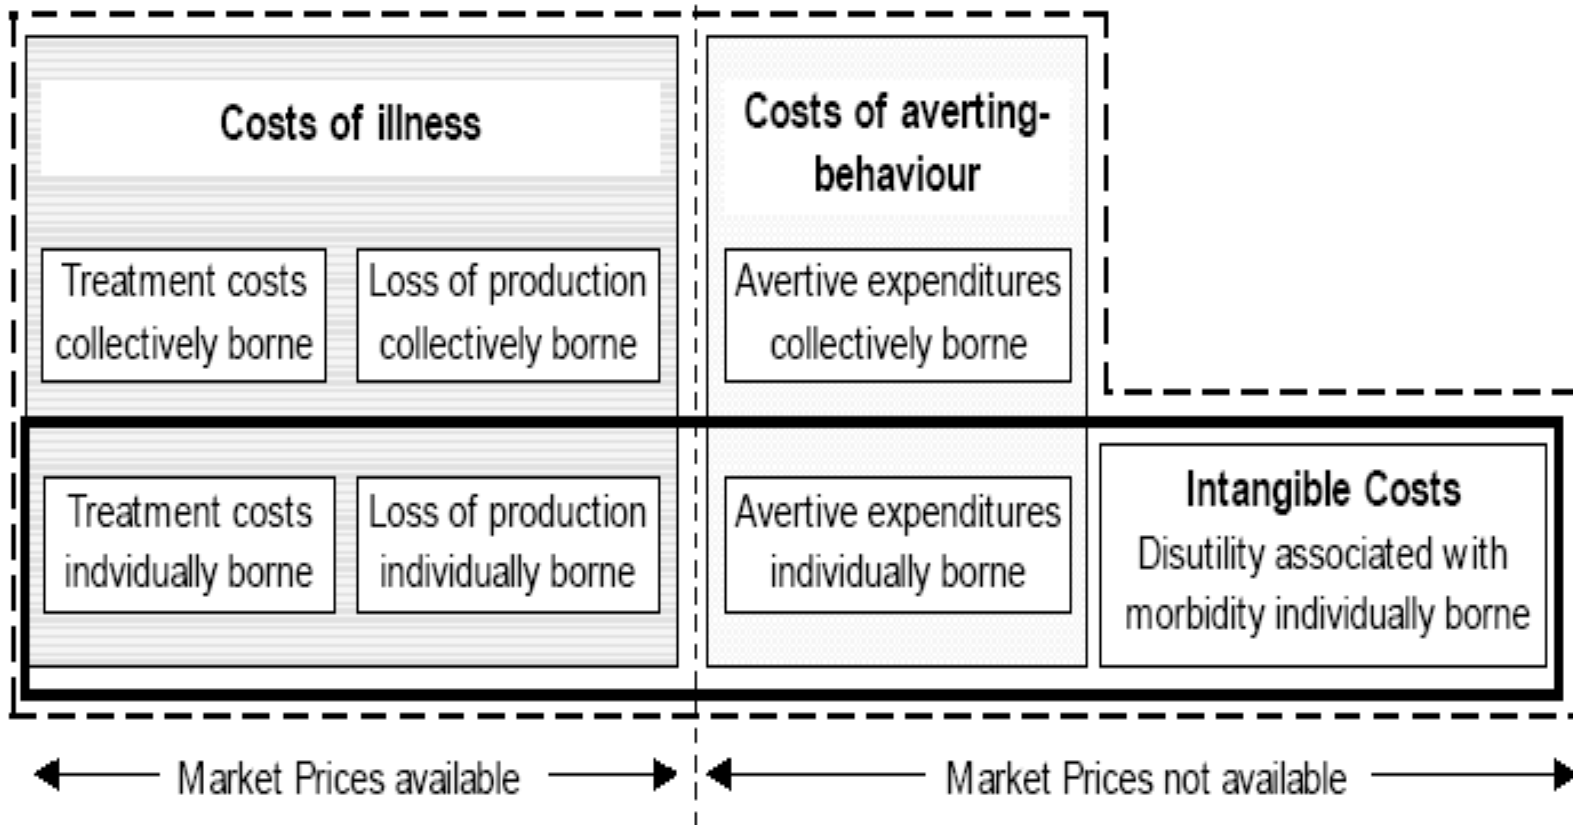 Costs of illness
Costs of averting-
behaviour
Treatment costs
collectively borne
Loss of production
collectively borne
Avertive expenditures
collectively borne
Treatment costs
indvidually borne
Loss of production
individually borne
Avertive expenditures
individually borne
Intangible Costs
Disutility associated with
morbidity individually borne
Market Prices available
Market Prices not available